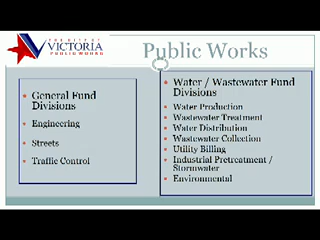 THE CITY OF
VICTORIA
PUBLIC WORKS
Public Works
General Fund
Divisions
Engineering
Streets
Traffic Control
Water / Wastewater Fund
Divisions
Water Production
Wastewater Treatment
Water Distribution
Wastewater Collection
Utility Billing
Industrial Pretreatment /
Stormwater
Environmental